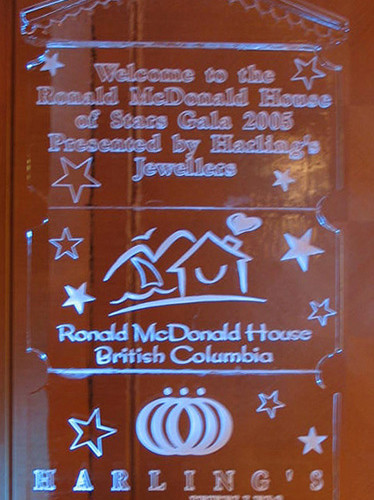 Welcome to the
Ronald McDonald House
of Stars Gala 2005
Presented by Harling's
Jewellers
Ronald McDonald House
British Columbia
HARLING'S